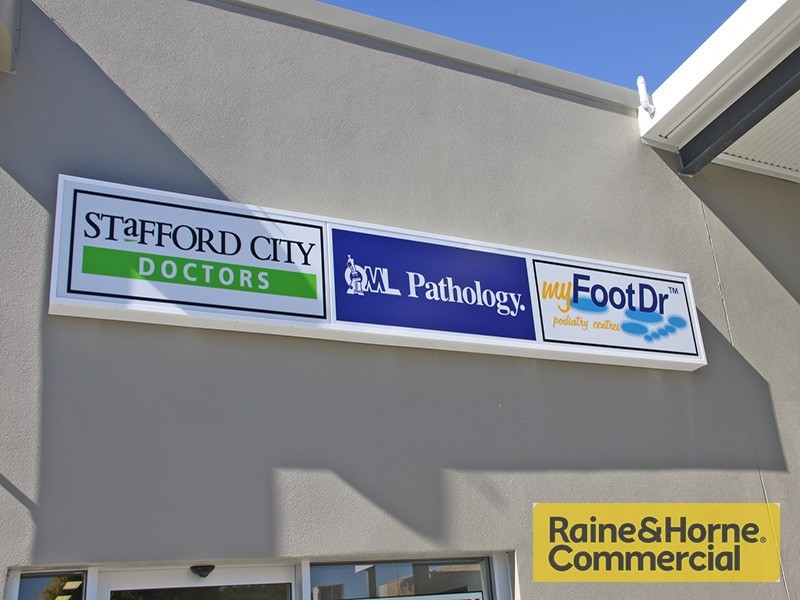 STaFFORD CITY
DOCTORS
QML Pathology.
myFootDr™
podiatry centres
Raine&Horne®
Commercial